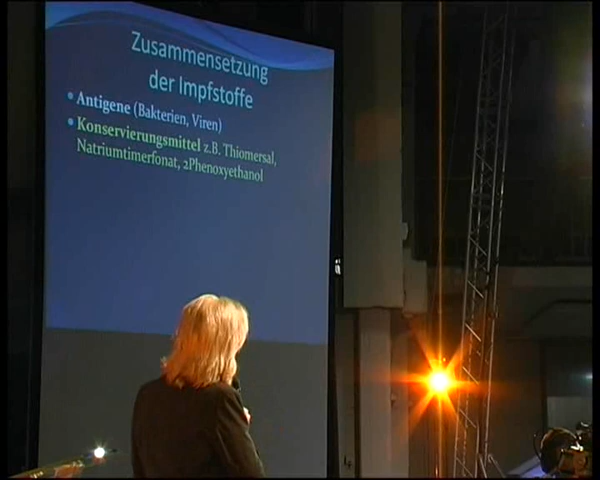 Zusammensetzung
der Impfstoffe
• Antigene (Bakterien, Viren)
• Konservierungsmittel z.B. Thiomersal,
Natriumtimerfonat, 2Phenoxyethanol